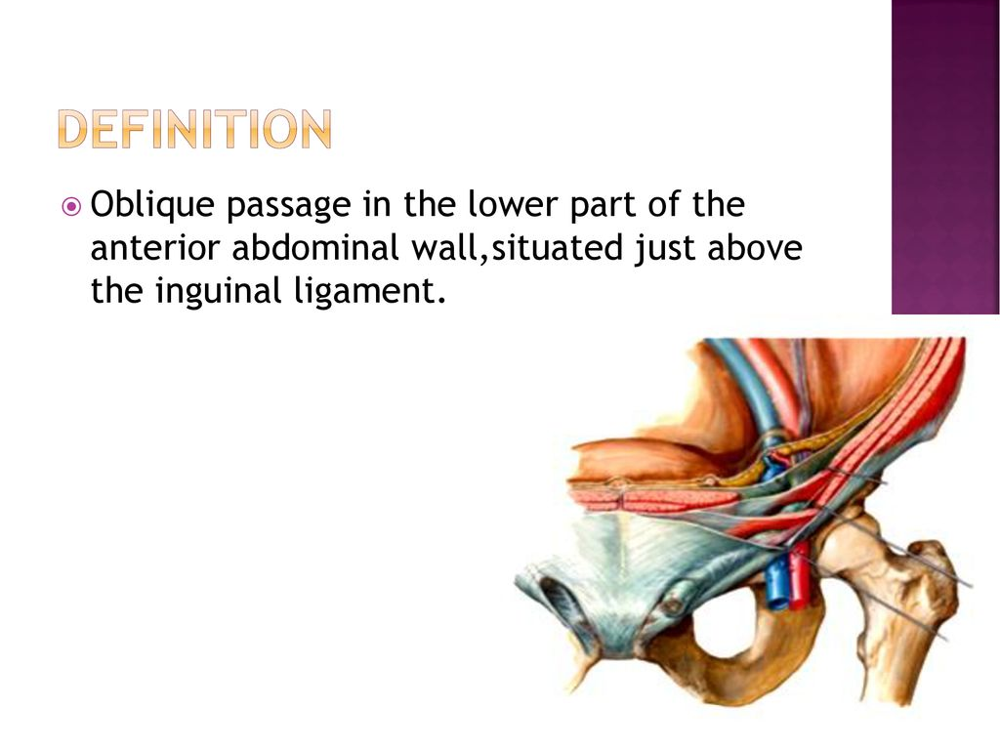 DEFINITION
Oblique passage in the lower part of the
anterior abdominal wall,situated just above
the inguinal ligament.